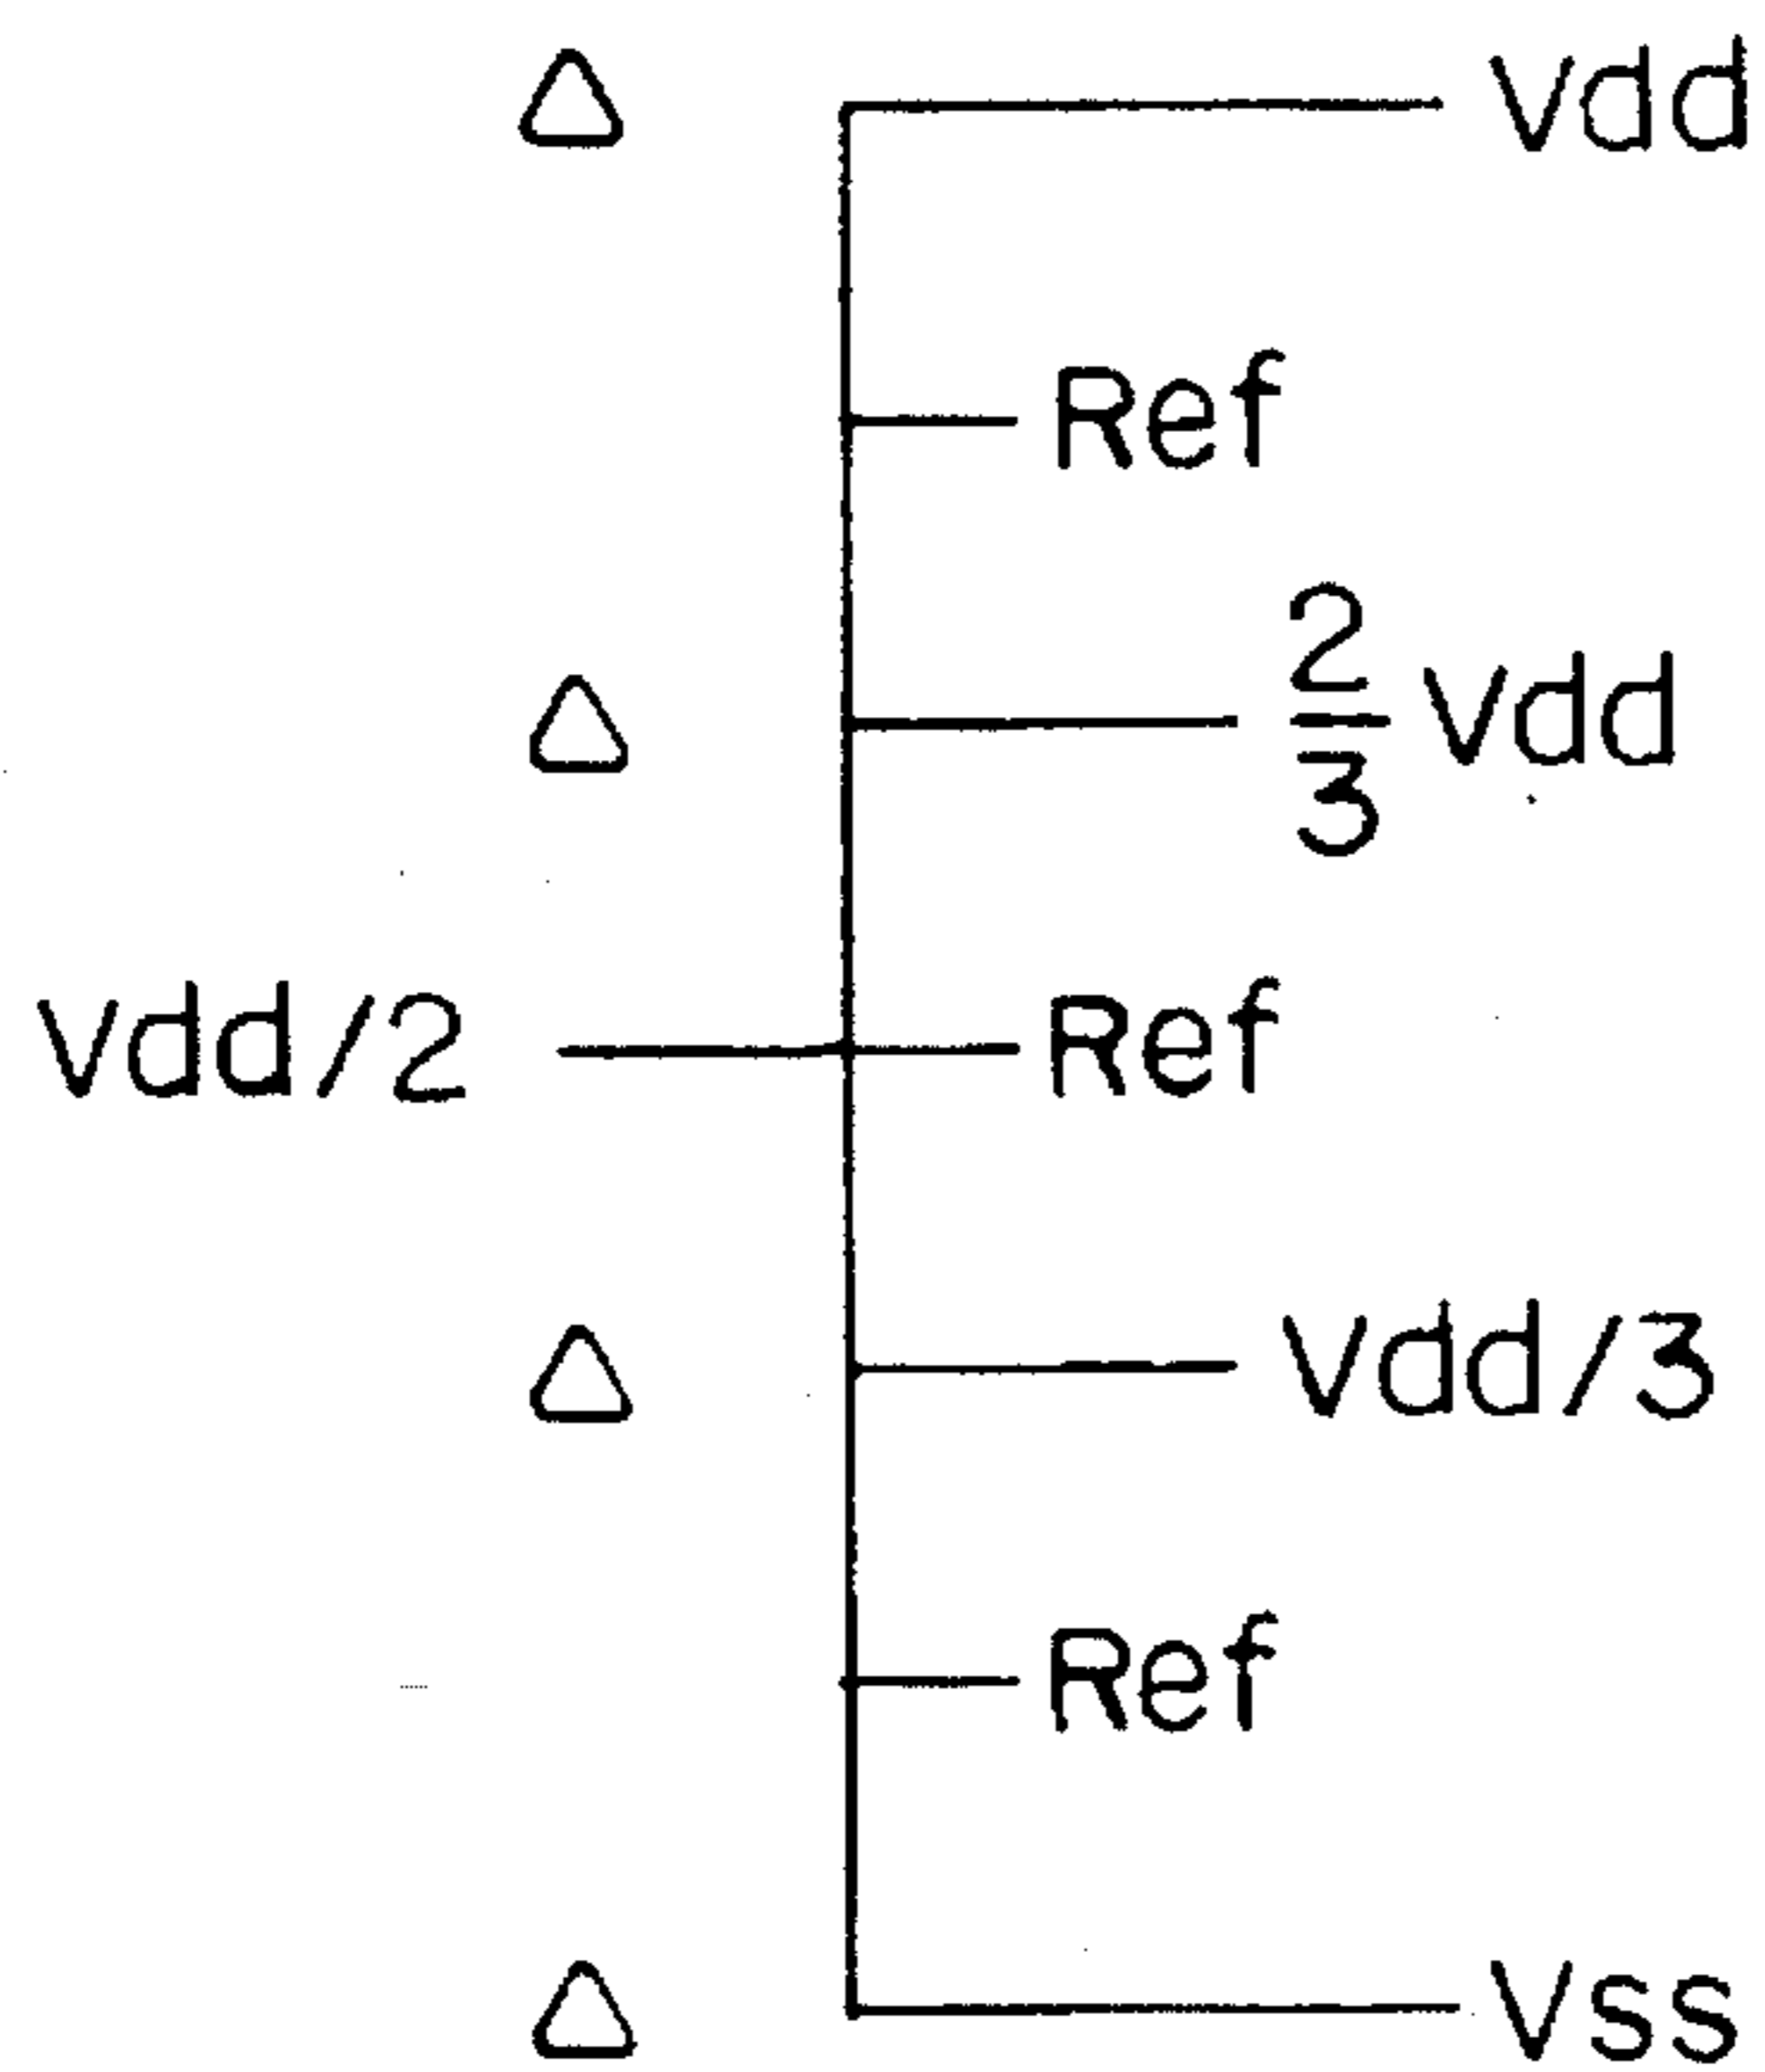 Vdd
Ref
2/3 Vdd
Vdd/2 Ref
Vdd/3
Ref
Vss